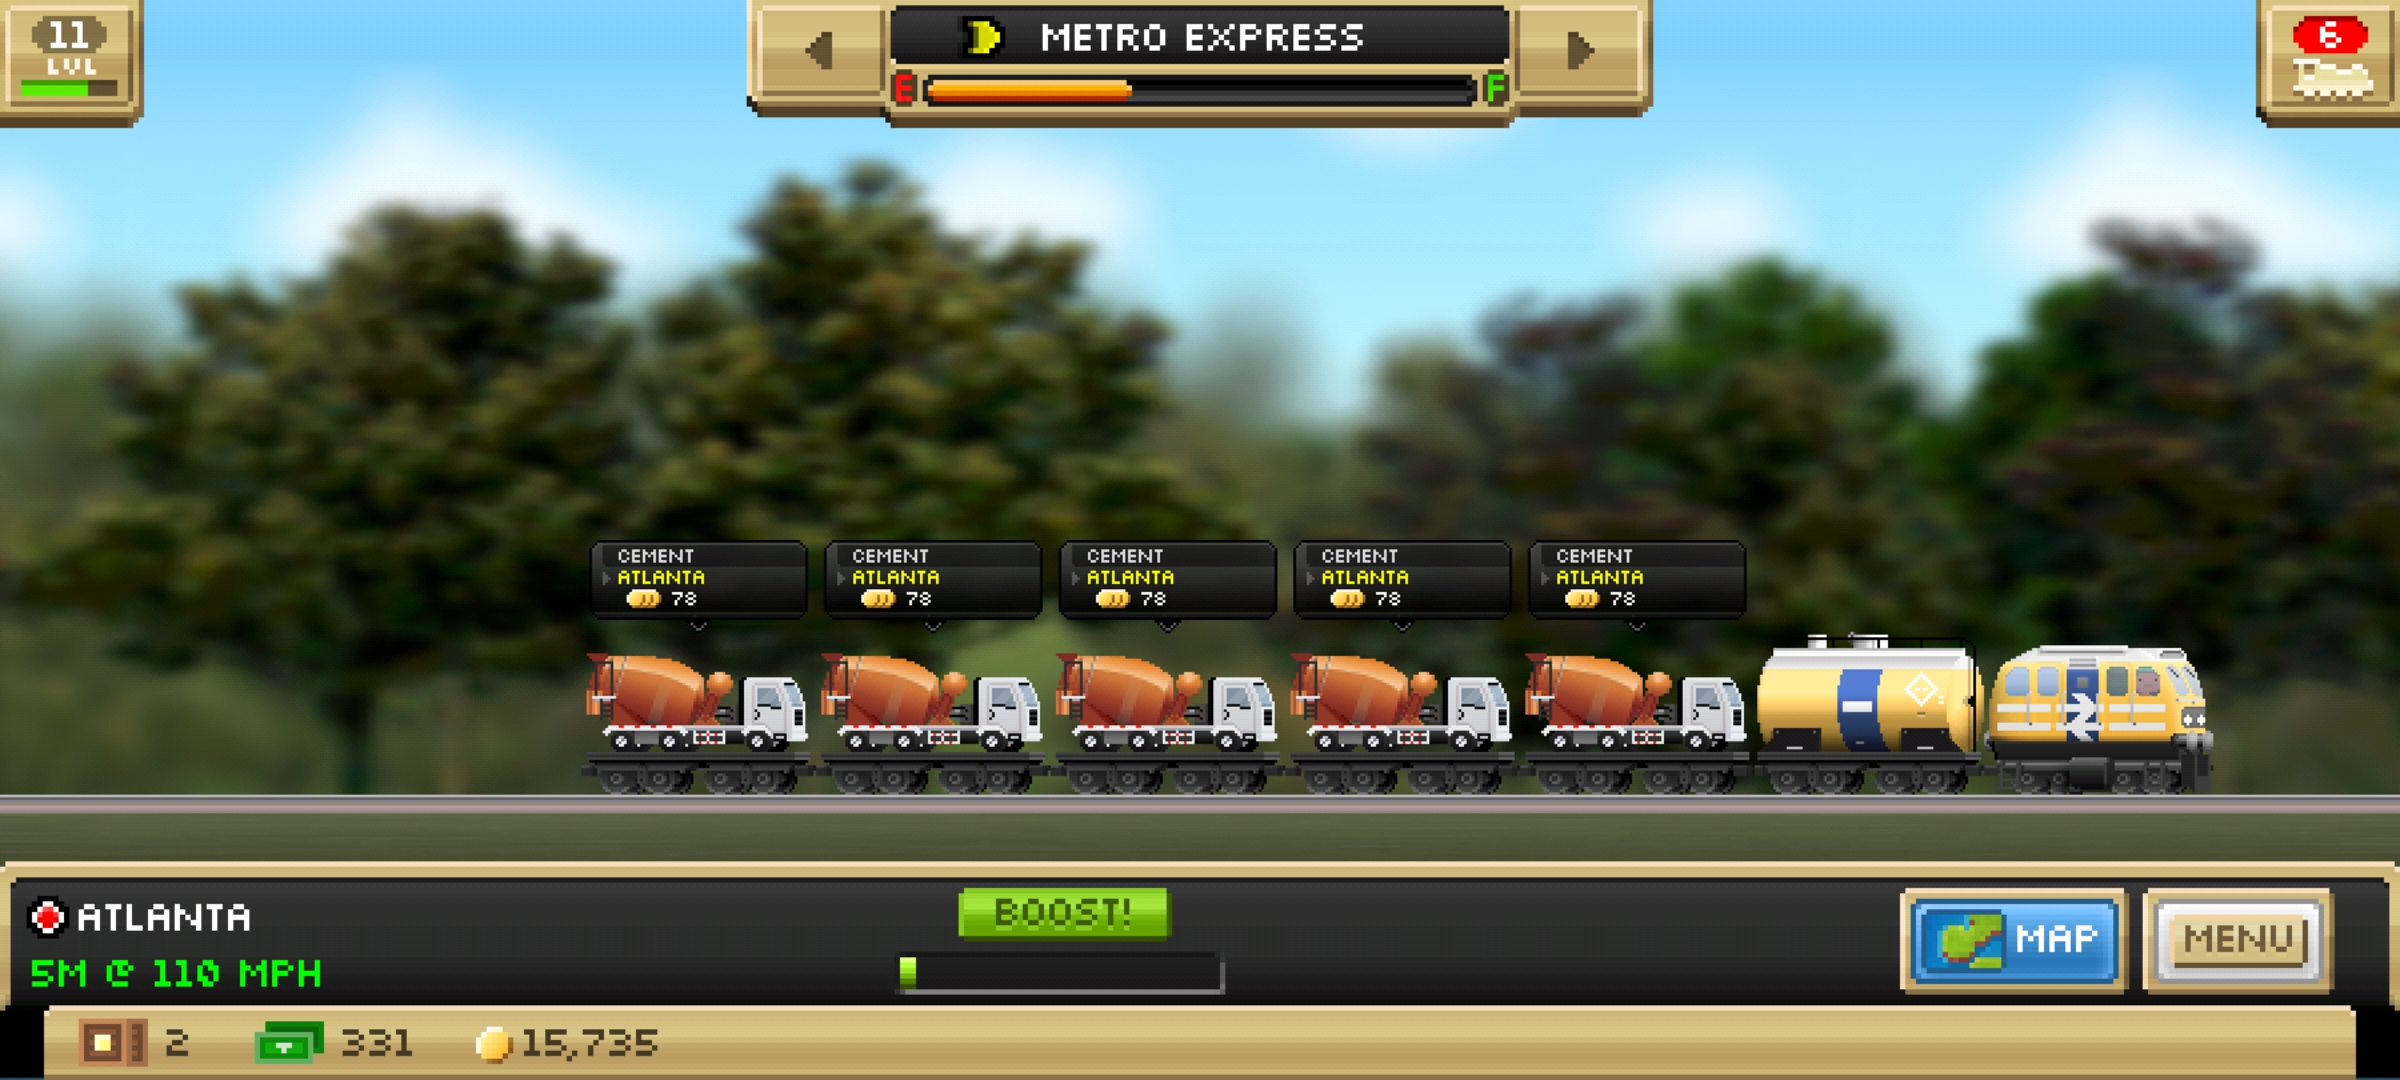 11
LVL
METRO EXPRESS
E F
6
CEMENT
ATLANTA
78
CEMENT
ATLANTA
78
CEMENT
ATLANTA
78
CEMENT
ATLANTA
78
CEMENT
ATLANTA
78
ATLANTA
5M @ 110 MPH
BOOST!
MAP
MENU
2
331
15,735